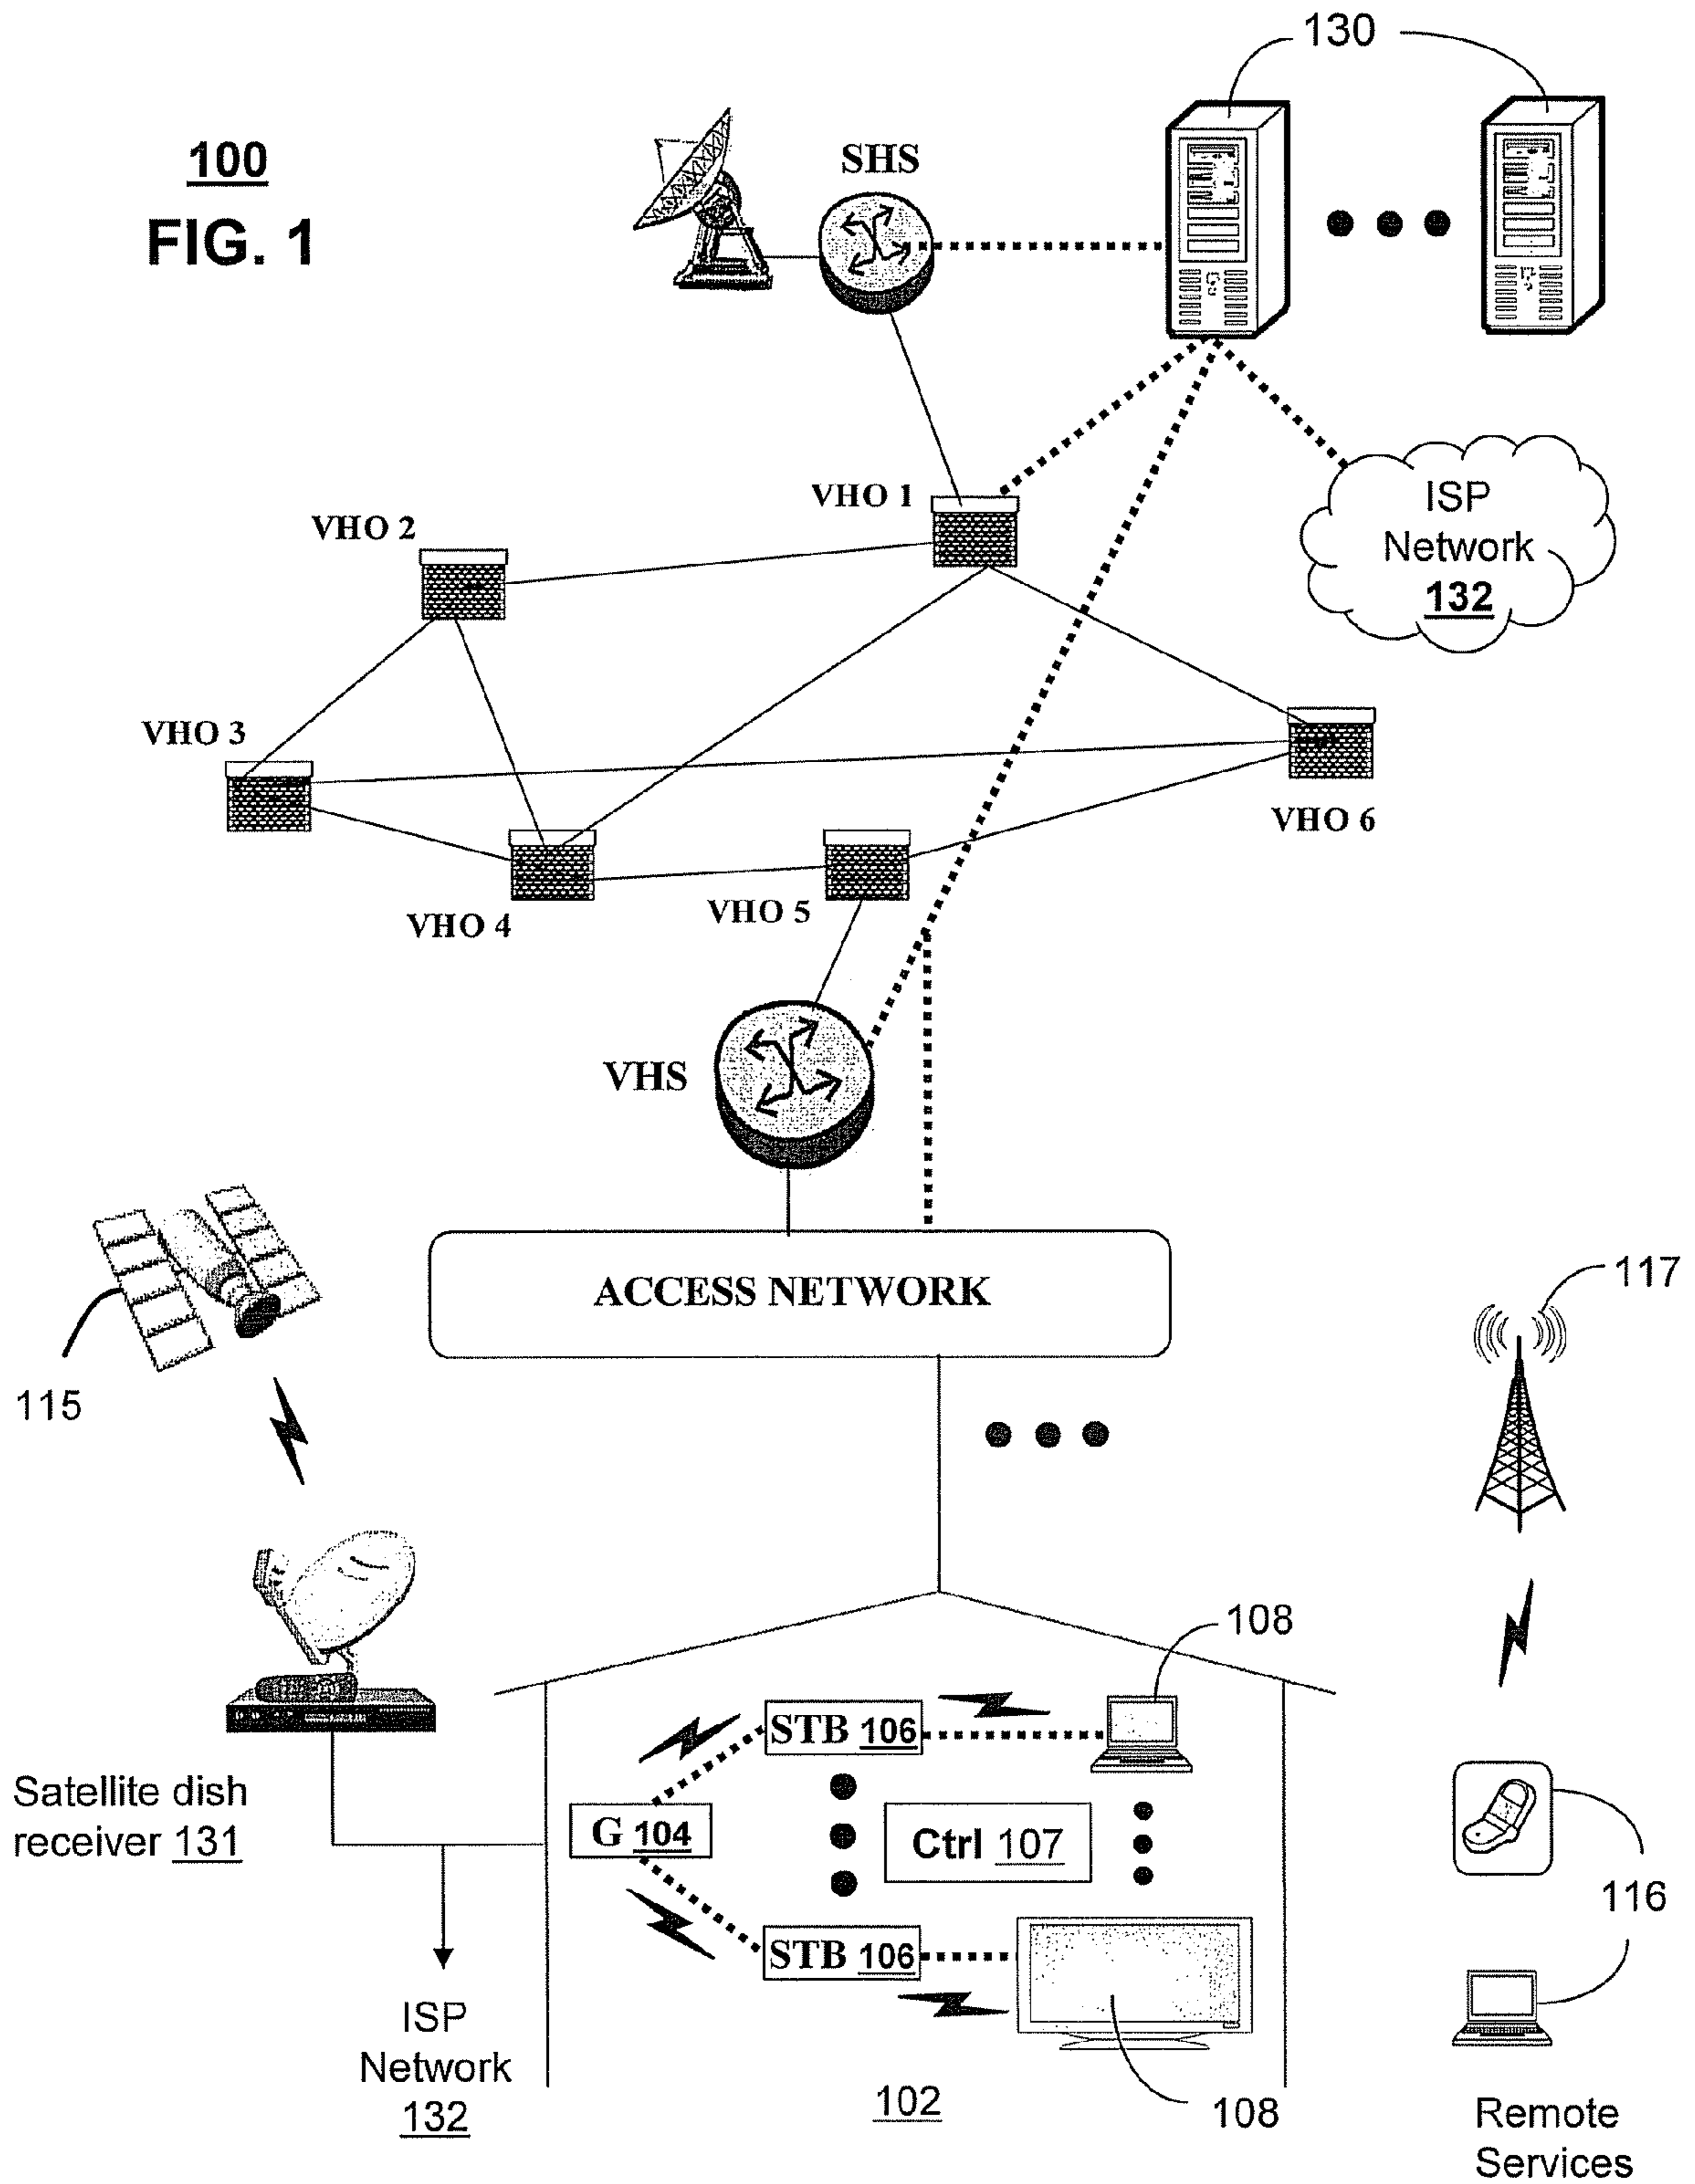 130
100
FIG. 1
SHS
ISP
Network
132
VHO 1
VHO 2
VHO 3
VHO 6
VHO 4
VHO 5
VHS
ACCESS NETWORK
117
115
108
STB 106
Satellite dish
receiver 131
G 104
Ctrl 107
116
STB 106
ISP
Network
132
102
108
Remote
Services